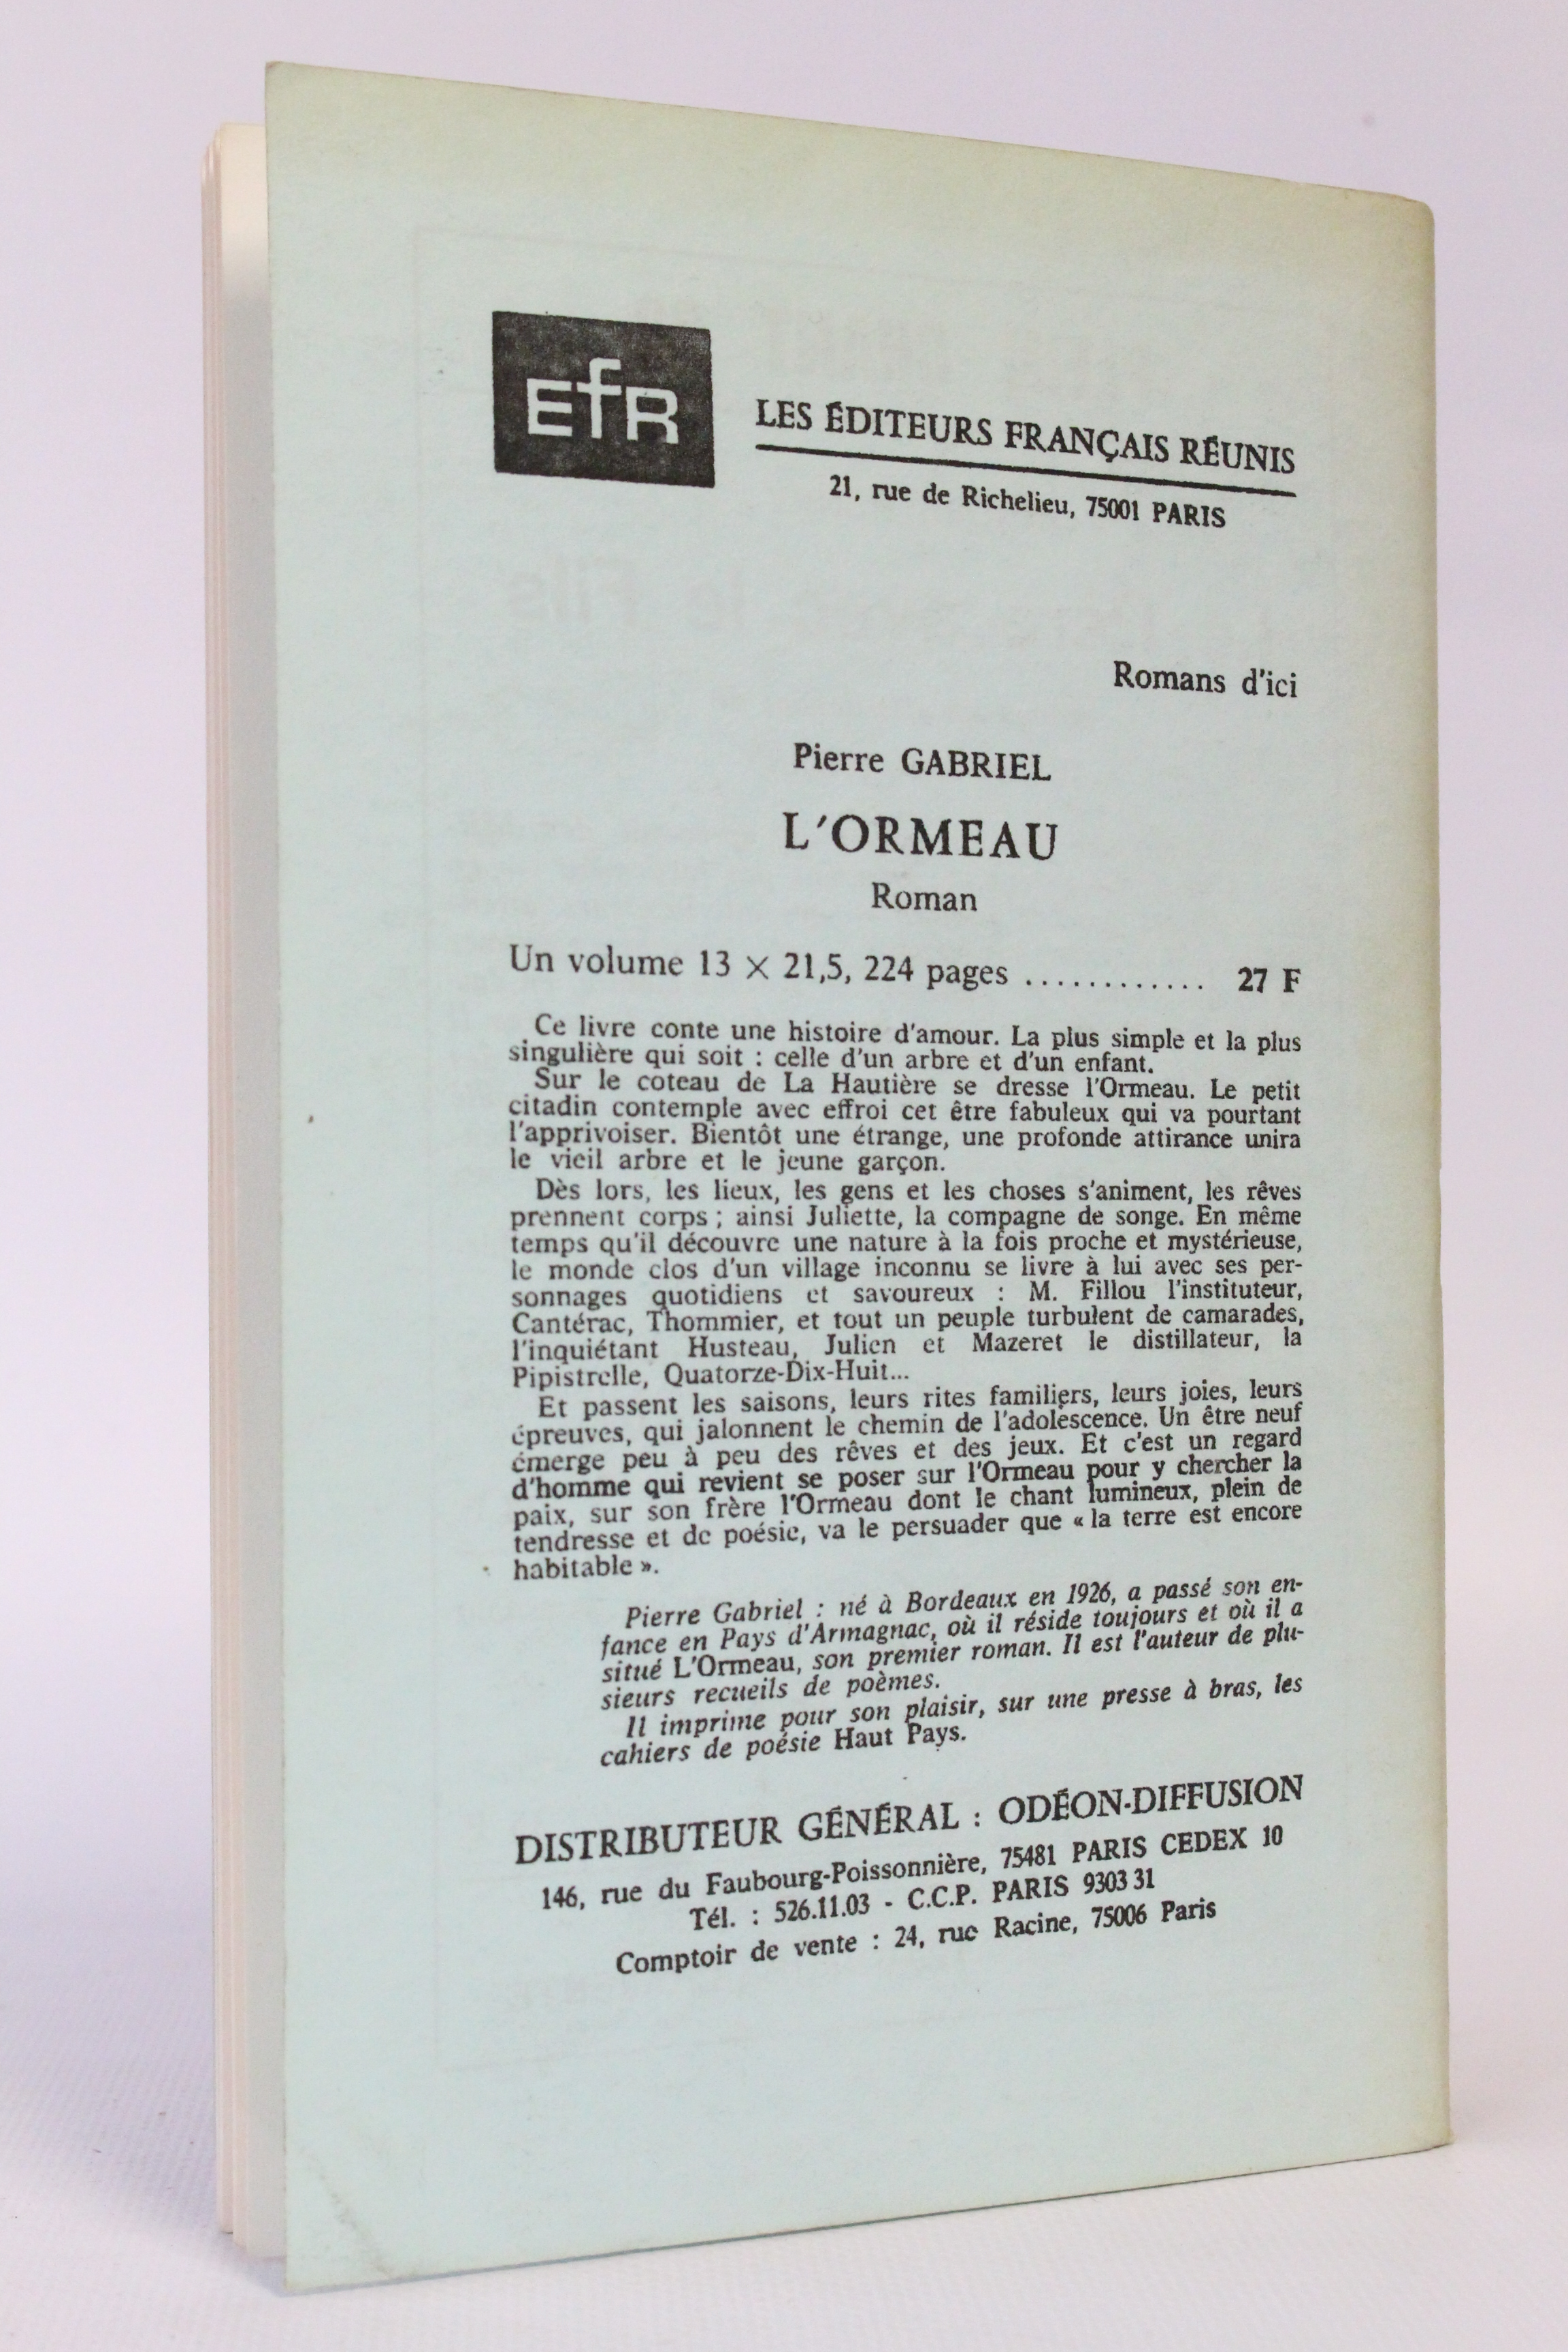 EfR
LES ÉDITEURS FRANÇAIS RÉUNIS
21, rue de Richelieu, 75001 PARIS
Romans d'ici
Pierre GABRIEL
L'ORMEAU
Roman
Un volume 13 × 21,5, 224 pages ............ 27 F
Ce livre conte une histoire d'amour. La plus simple et la plus
singulière qui soit : celle d'un arbre et d'un enfant.
Sur le coteau de La Hautière se dresse l'Ormeau. Le petit
citadin contemple avec effroi cet être fabuleux qui va pourtant
l'apprivoiser. Bientôt une étrange, une profonde attirance unira
le vieil arbre et le jeune garçon.
Dès lors, les lieux, les gens et les choses s'animent, les rêves
prennent corps ; ainsi Juliette, la compagne de songe. En même
temps qu'il découvre une nature à la fois proche et mystérieuse,
le monde clos d'un village inconnu se livre à lui avec ses per-
sonnages quotidiens et savoureux : M. Fillou l'instituteur,
Cantérac, Thommier, et tout un peuple turbulent de camarades,
l'inquiétant Husteau, Julien et Mazeret le distillateur, la
Pipistrelle, Quatorze-Dix-Huit...
Et passent les saisons, leurs rites familiers, leurs joies, leurs
épreuves, qui jalonnent le chemin de l'adolescence. Un être neuf
émerge peu à peu des rêves et des jeux. Et c'est un regard
d'homme qui revient se poser sur l'Ormeau pour y chercher la
paix, sur son frère l'Ormeau dont le chant lumineux, plein de
tendresse et de poésie, va le persuader que « la terre est encore
habitable ».
Pierre Gabriel : né à Bordeaux en 1926, a passé son en-
fance en Pays d'Armagnac, où il réside toujours et où il a
situé L'Ormeau, son premier roman. Il est l'auteur de plu-
sieurs recueils de poèmes.
Il imprime pour son plaisir, sur une presse à bras, les
cahiers de poésie Haut Pays.
DISTRIBUTEUR GÉNÉRAL : ODÉON-DIFFUSION
146, rue du Faubourg-Poissonnière, 75481 PARIS CEDEX 10
Tél. : 526.11.03 - C.C.P. PARIS 9303 31
Comptoir de vente : 24, rue Racine, 75006 Paris